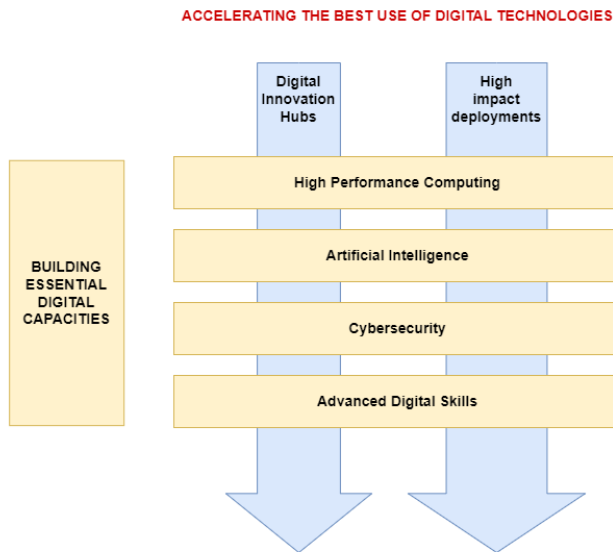 ACCELERATING THE BEST USE OF DIGITAL TECHNOLOGIES
Digital
Innovation
Hubs
High
impact
deployments
High Performance Computing
Artificial Intelligence
BUILDING
ESSENTIAL
DIGITAL
CAPACITIES
Cybersecurity
Advanced Digital Skills